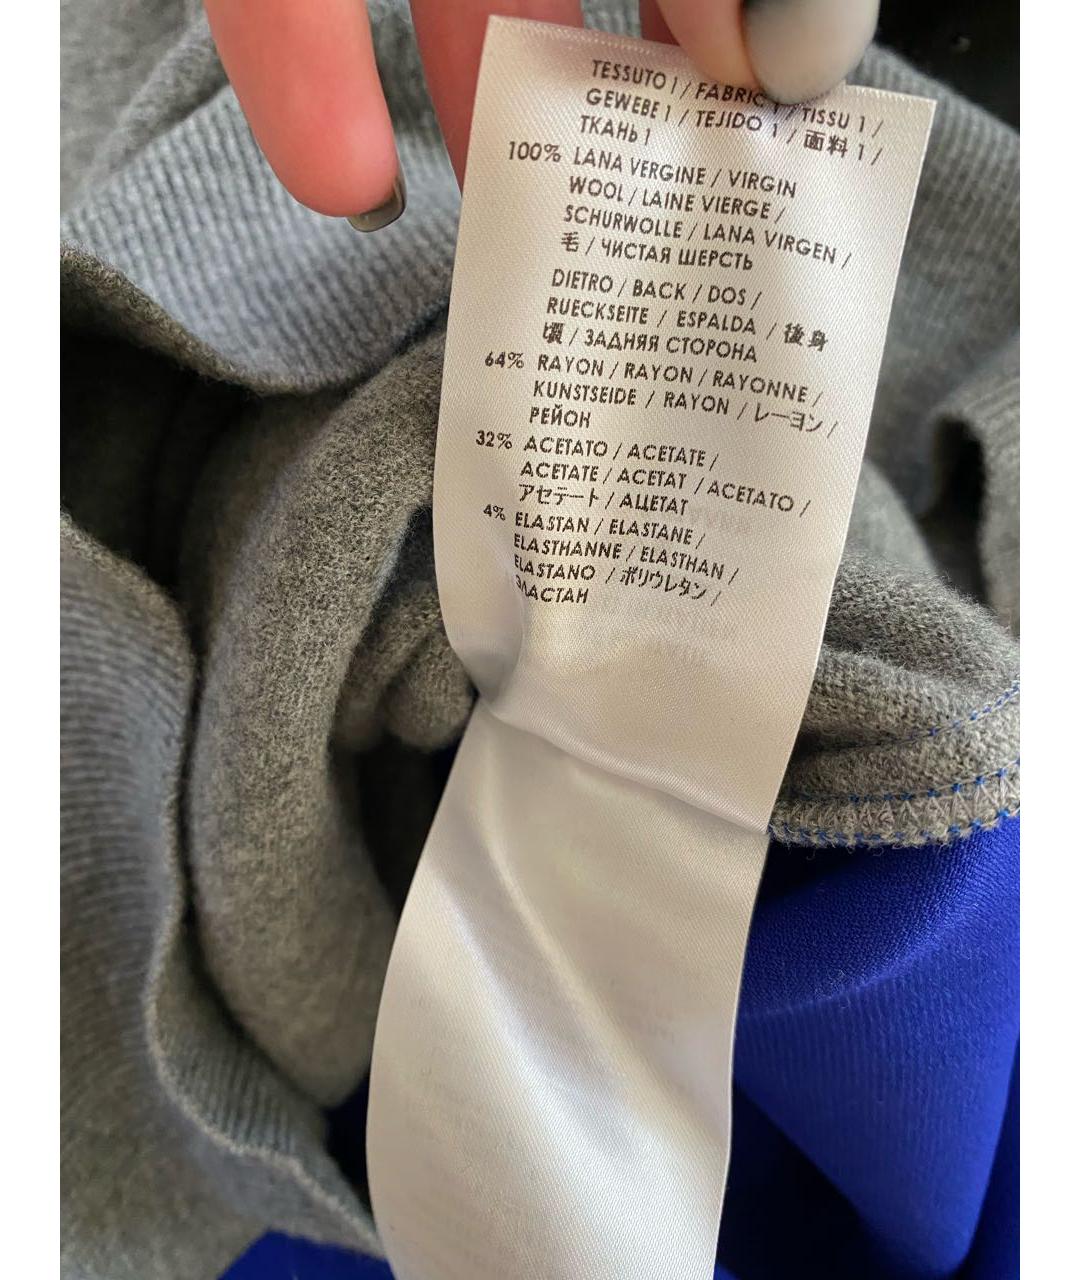 TESSUTO 1 / FABRIC 1 / TISSU 1 /
GEWEBE 1 / TEJIDO 1 / 面料 1 /
ТКАНЬ 1
100% LANA VERGINE / VIRGIN
WOOL / LAINE VIERGE /
SCHURWOLLE / LANA VIRGEN /
毛 / ЧИСТАЯ ШЕРСТЬ
DIETRO / BACK / DOS /
RUECKSEITE / ESPALDA / 後身
頃 / ЗАДНЯЯ СТОРОНА
64% RAYON / RAYON / RAYONNE /
KUNSTSEIDE / RAYON / レーヨン /
РЕЙОН
32% ACETATO / ACETATE /
ACETATE / ACETAT / ACETATO /
アセテート / АЦЕТАТ
4% ELASTAN / ELASTANE /
ELASTHANNE / ELASTHAN /
ELASTANO / ポリウレタン /
ЭЛАСТАН